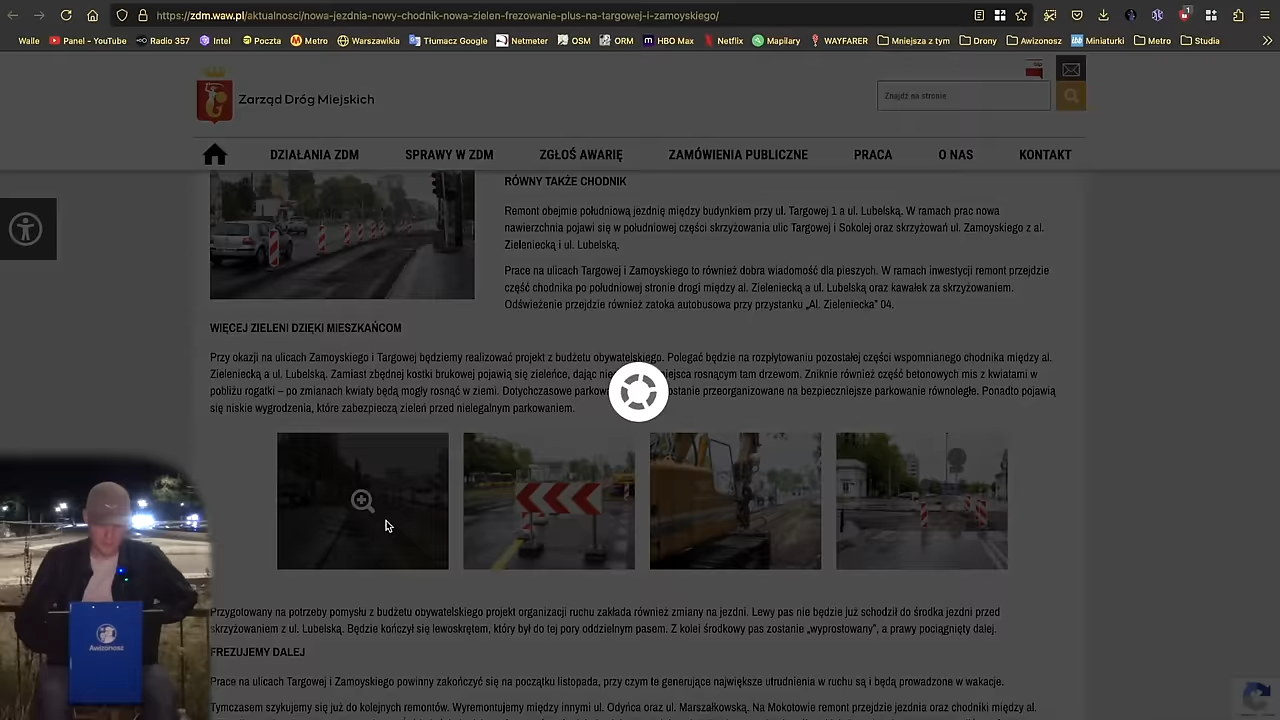 https://zdm.waw.pl/aktualnosci/nowa-jezdnia-nowy-chodnik-nowa-zielen-frezowanie-plus-na-targowej-i-zamoyskiego/
Walle Panel - YouTube Radio 357 Intel Poczta Metro Warszawikia Tłumacz Google Netmeter OSM ORM HBO Max Netflix Mapilary WAYFARER Mniejsza z tym Drony Awizonosz Miniaturki Metro Studia
Zarząd Dróg Miejskich
Znajdź na stronie
DZIAŁANIA ZDM SPRAWY W ZDM ZGŁOŚ AWARIĘ ZAMÓWIENIA PUBLICZNE PRACA O NAS KONTAKT
RÓWNY TAKŻE CHODNIK
Remont obejmie południową jezdnię między budynkiem przy ul. Targowej 1 a ul. Lubelską. W ramach prac nowa
nawierzchnia pojawi się w południowej części skrzyżowania ulic Targowej i Sokolej oraz skrzyżowań ul. Zamoyskiego z al.
Zieleniecką i ul. Lubelską.
Prace na ulicach Targowej i Zamoyskiego to również dobra wiadomość dla pieszych. W ramach inwestycji remont przejdzie
część chodnika po południowej stronie drogi między al. Zieleniecką a ul. Lubelską oraz kawałek za skrzyżowaniem.
Odświeżenie przejdzie również zatoka autobusowa przy przystanku „Al. Zieleniecka” 04.
WIĘCEJ ZIELENI DZIĘKI MIESZKAŃCOM
Przy okazji na ulicach Zamoyskiego i Targowej będziemy realizować projekt z budżetu obywatelskiego. Polegać będzie na rozpłytowaniu pozostałej części wspomnianego chodnika między al.
Zieleniecką a ul. Lubelską. Zamiast zbędnej kostki brukowej pojawią się zieleńce, dając rosnącym tam drzewom. Zniknie również część betonowych mis z kwiatami w
pobliżu rogatki – po zmianach kwiaty będą mogły rosnąć w ziemi. Dotychczasowe przeorganizowane na bezpieczniejsze parkowanie równoległe. Ponadto pojawią
się niskie wygrodzenia, które zabezpieczą zieleń przed nielegalnym parkowaniem.
Przygotowany na potrzeby pomysłu z budżetu obywatelskiego projekt organizacji ruchu zakłada również zmiany na jezdni. Lewy pas nie będzie już schodził do środka jezdni przed
skrzyżowaniem z ul. Lubelską. Będzie kończył się lewoskrętem, który był do tej pory oddzielnym pasem. Z kolei środkowy pas zostanie „wyprostowany”, a prawy pociągnięty dalej.
FREZUJEMY DALEJ
Prace na ulicach Targowej i Zamoyskiego powinny zakończyć się na początku listopada, przy czym te generujące największe utrudnienia w ruchu są i będą prowadzone w wakacje.
Tymczasem szykujemy się już do kolejnych remontów. Wyremontujemy między innymi ul. Odyńca oraz ul. Marszałkowską. Na Mokotowie remont przejdzie jezdnia oraz chodniki między al.
Awizonosz